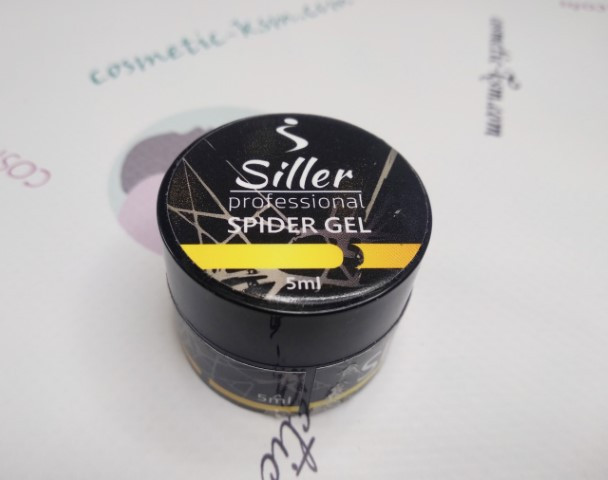 cosmetic-ksm.com
Siller
professional
SPIDER GEL
5ml
5ml